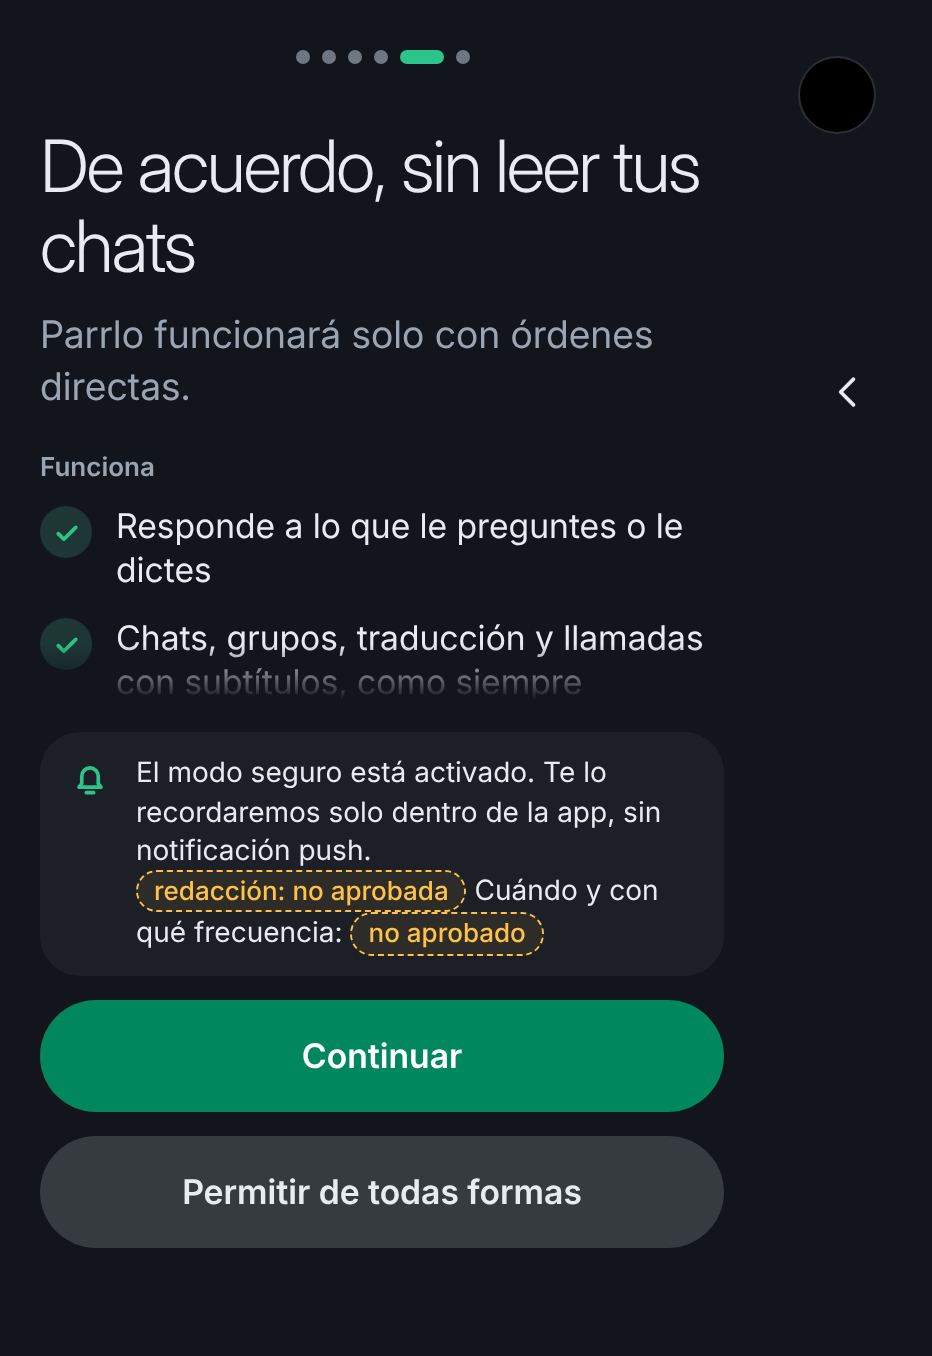 De acuerdo, sin leer tus
chats
Parrlo funcionará solo con órdenes
directas.
Funciona
Responde a lo que le preguntes o le
dictes
Chats, grupos, traducción y llamadas
con subtítulos, como siempre
El modo seguro está activado. Te lo
recordaremos solo dentro de la app, sin
notificación push.
redacción: no aprobada Cuándo y con
qué frecuencia: no aprobado
Continuar
Permitir de todas formas